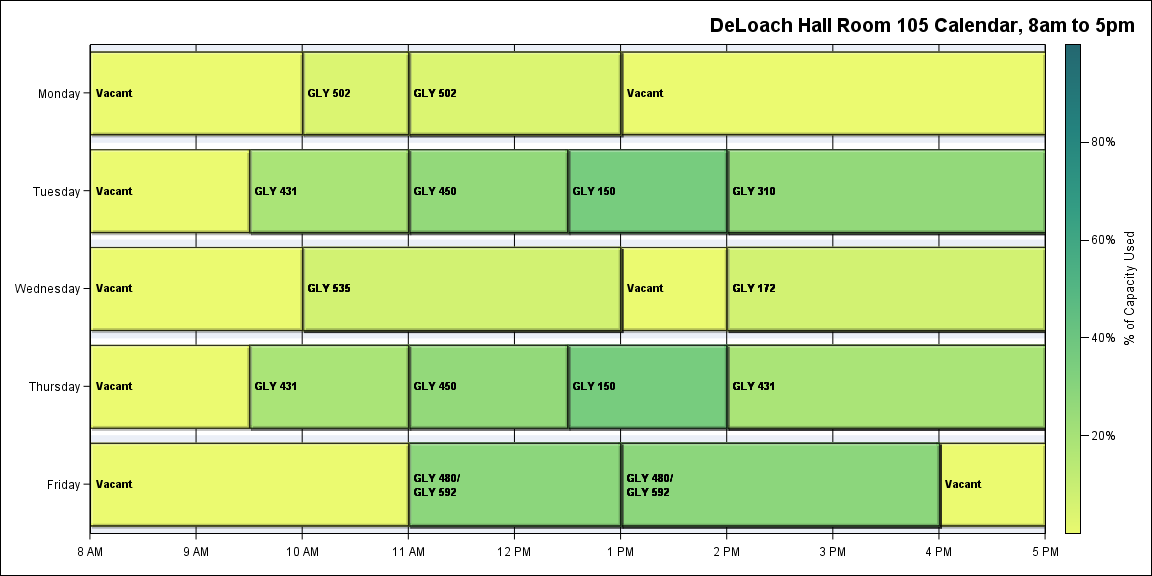 DeLoach Hall Room 105 Calendar, 8am to 5pm
Monday
Vacant
GLY 502
GLY 502
Vacant
Tuesday
Vacant
GLY 431
GLY 450
GLY 150
GLY 310
Wednesday
Vacant
GLY 535
Vacant
GLY 172
Thursday
Vacant
GLY 431
GLY 450
GLY 150
GLY 431
Friday
Vacant
GLY 480/
GLY 592
GLY 480/
GLY 592
Vacant
8 AM
9 AM
10 AM
11 AM
12 PM
1 PM
2 PM
3 PM
4 PM
5 PM
80%
60%
40%
20%
% of Capacity Used